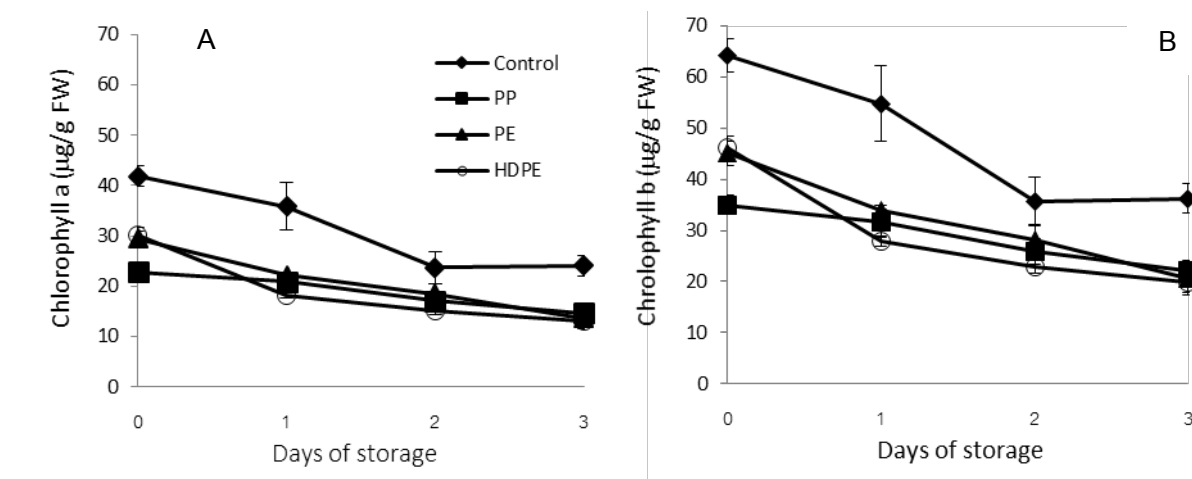 A
Chlorophyll a (µg/g FW)
70
60
50
40
30
20
10
0
0 1 2 3
Days of storage
Control
PP
PE
HDPE
B
Chrolophyll b (µg/g FW)
70
60
50
40
30
20
10
0
0 1 2 3
Days of storage